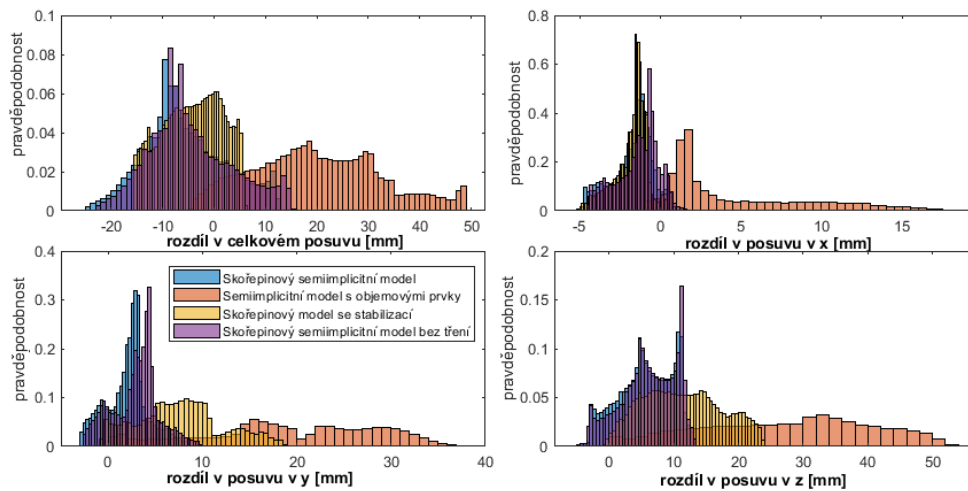 0.1
0.08
0.06
0.04
0.02
0
pravděpodobnost
-20 -10 0 10 20 30 40 50
rozdíl v celkovém posuvu [mm]
0.8
0.6
0.4
0.2
0
pravděpodobnost
-5 0 5 10 15
rozdíl v posuvu v x [mm]
0.4
0.3
0.2
0.1
0
pravděpodobnost
Skořepinový semiimplicitní model
Semiimplicitní model s objemovými prvky
Skořepinový model se stabilizací
Skořepinový semiimplicitní model bez tření
0 10 20 30 40
rozdíl v posuvu v y [mm]
0.2
0.15
0.1
0.05
0
pravděpodobnost
0 10 20 30 40 50
rozdíl v posuvu v z [mm]